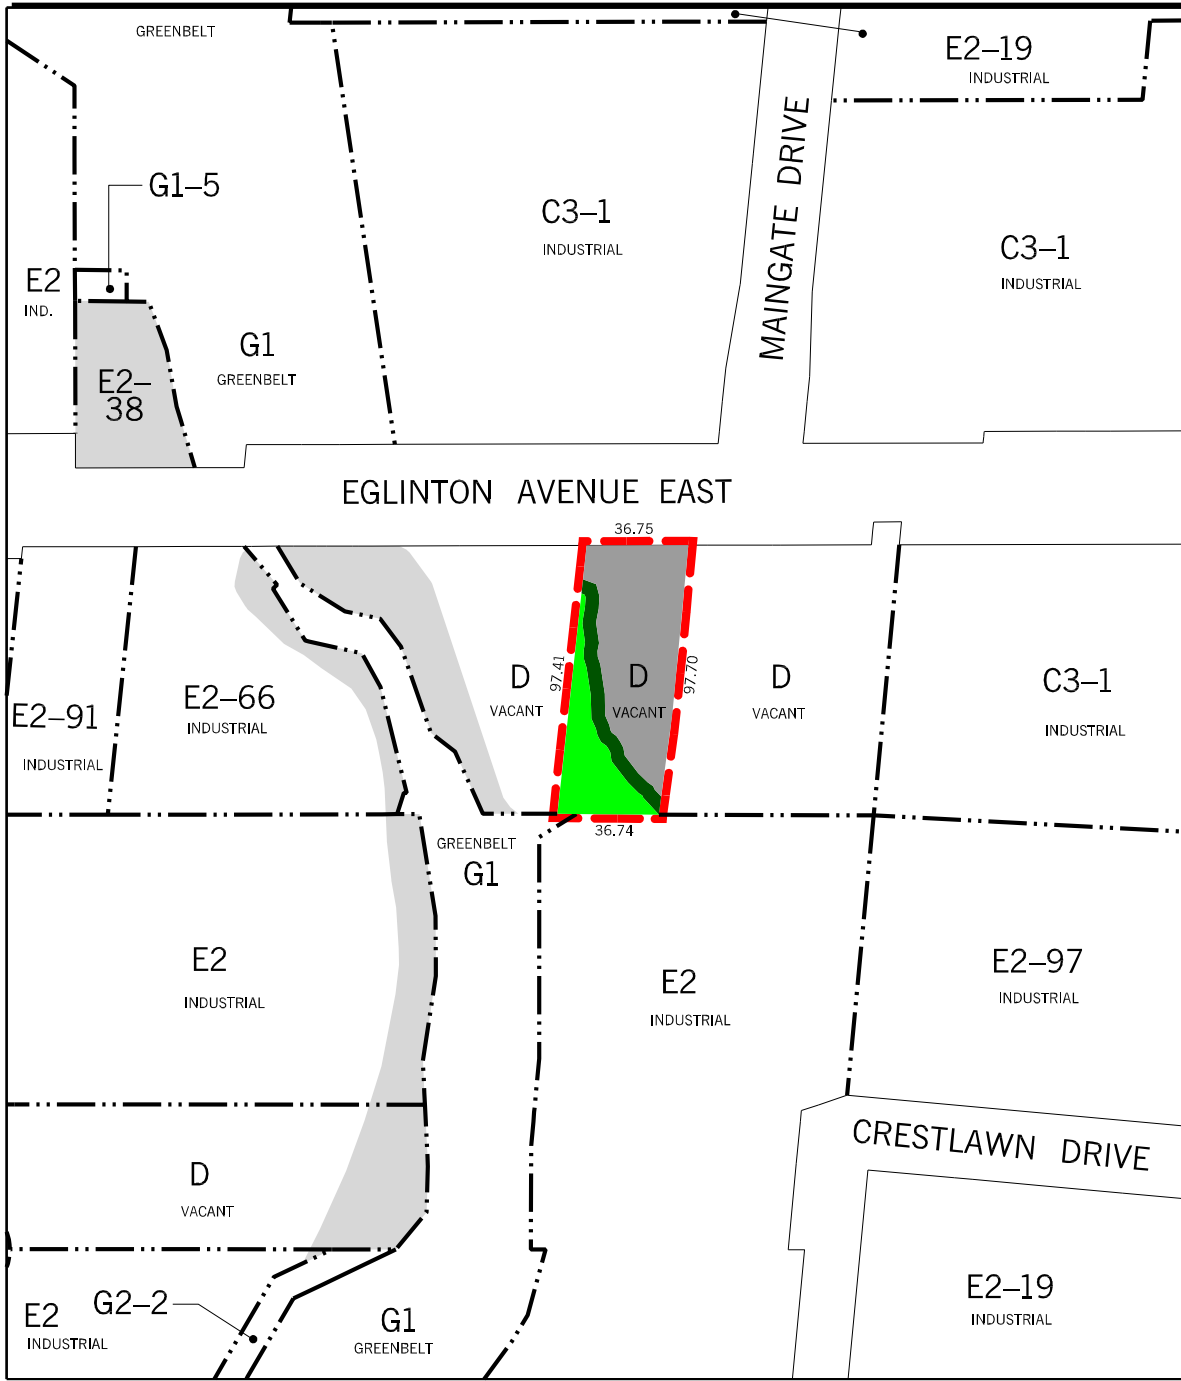 GREENBELT
E2–19
INDUSTRIAL
G1–5
MAINGATE DRIVE
C3–1
INDUSTRIAL
C3–1
INDUSTRIAL
E2
IND.
G1
GREENBELT
E2–
38
EGLINTON AVENUE EAST
36.75
97.41
97.70
D
VACANT
D
VACANT
D
VACANT
C3–1
INDUSTRIAL
E2–66
INDUSTRIAL
E2–91
INDUSTRIAL
36.74
GREENBELT
G1
E2
INDUSTRIAL
E2
INDUSTRIAL
E2–97
INDUSTRIAL
CRESTLAWN DRIVE
D
VACANT
G2–2
E2
INDUSTRIAL
G1
GREENBELT
E2–19
INDUSTRIAL